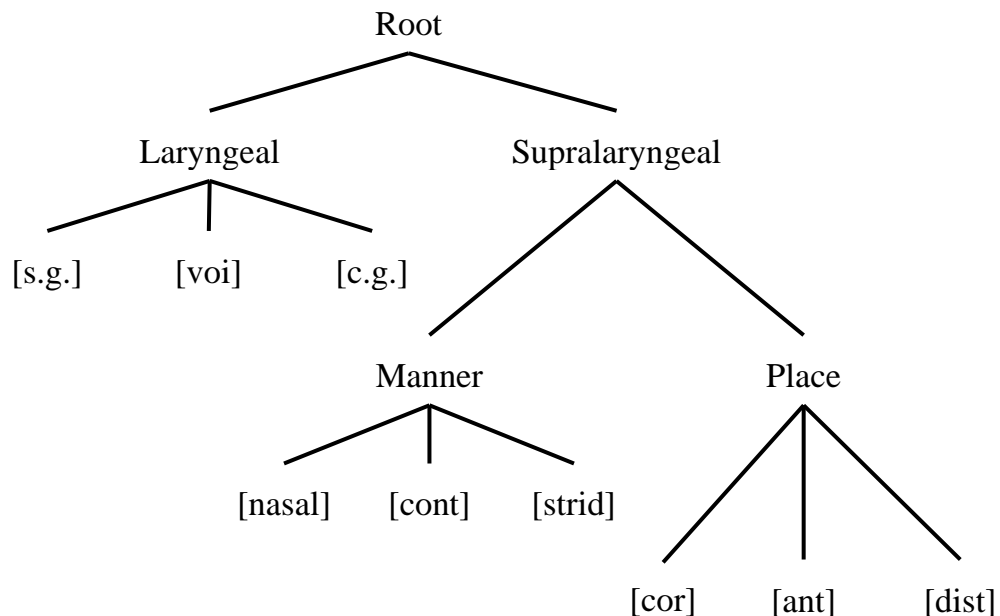 Root
Laryngeal Supralaryngeal
[s.g.] [voi] [c.g.]
Manner Place
[nasal] [cont] [strid]
[cor] [ant] [dist]